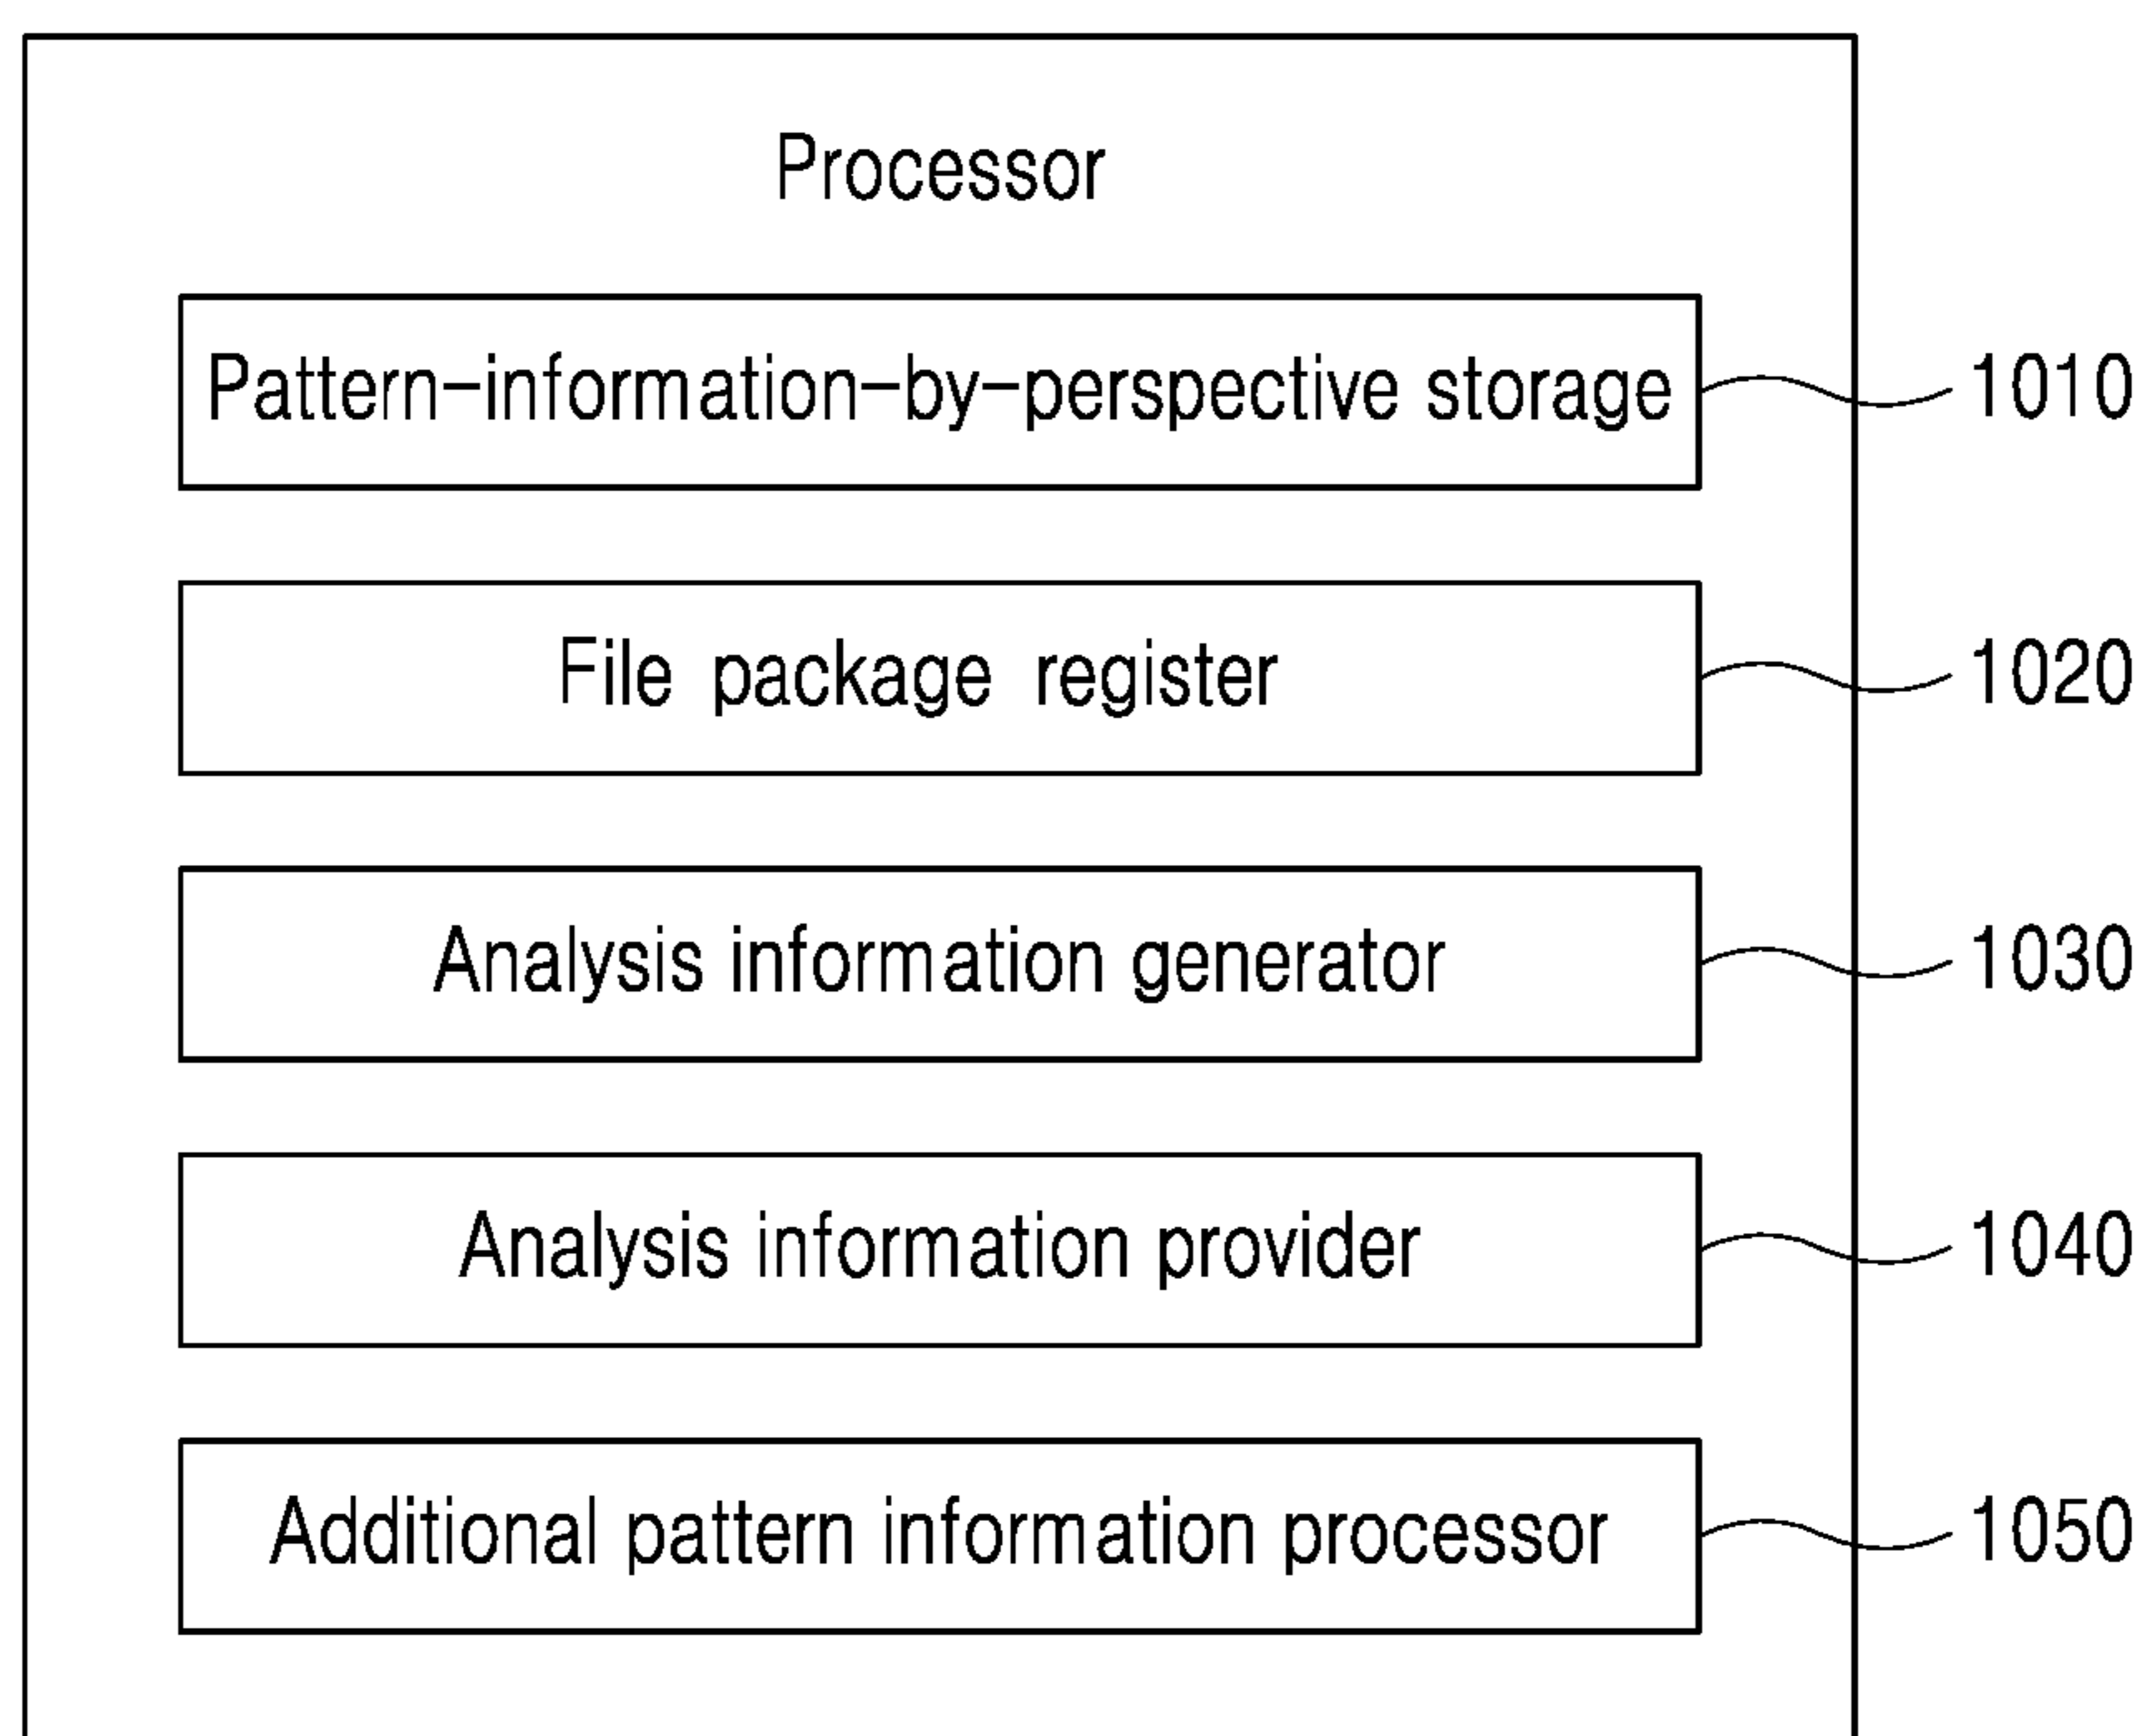 Processor
Pattern-information-by-perspective storage 1010
File package register 1020
Analysis information generator 1030
Analysis information provider 1040
Additional pattern information processor 1050